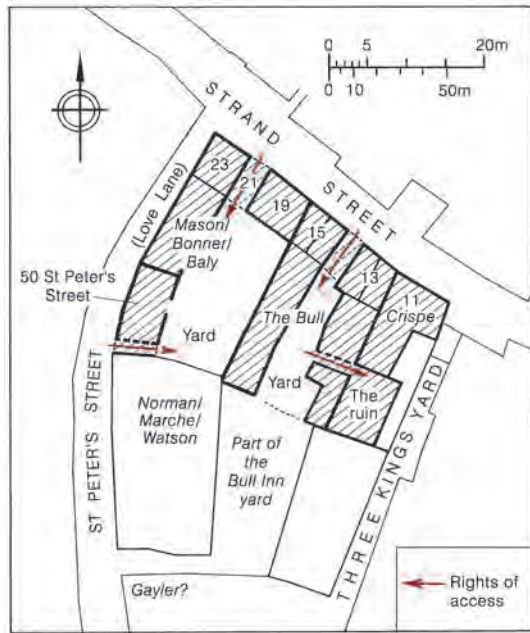 0 5 20m
0 10 50m
STRAND
STREET
(Love Lane)
23
21
19
15
13
11
Crispe
Mason/
Bonner/
Baly
50 St Peter's
Street
The Bull
Yard
Yard
The
ruin
ST PETER'S STREET
Norman/
Marche/
Watson
Part of
the
Bull Inn
yard
THREE KINGS YARD
Gayler?
Rights of
access